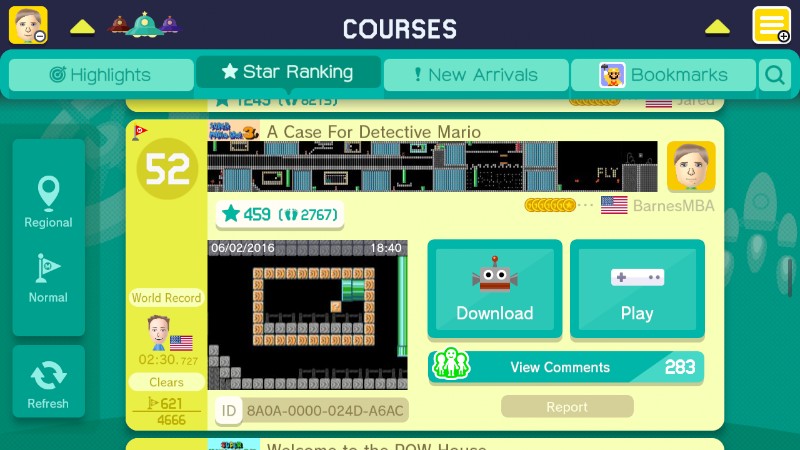 COURSES
Highlights
Star Ranking
New Arrivals
Bookmarks
Jared
A Case For Detective Mario
52
FLY
459 (2767)
BarnesMBA
Regional
Normal
Refresh
06/02/2016 18:40
Download
Play
World Record
02:30.727
View Comments 283
Clears
621
4666
ID 8A0A-0000-024D-A6AC
Report
Welcome to the POW House